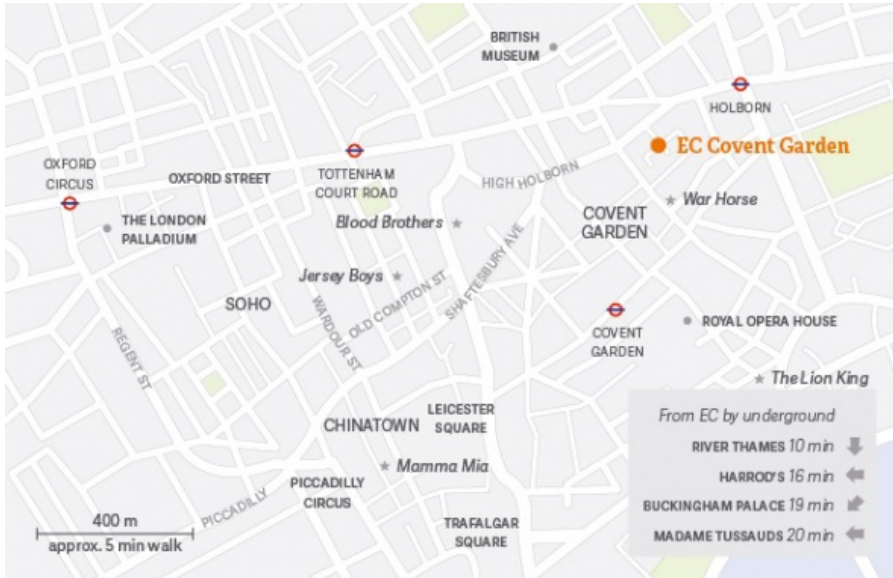 BRITISH
MUSEUM
HOLBORN
EC Covent Garden
OXFORD
CIRCUS
OXFORD STREET
TOTTENHAM
COURT ROAD
HIGH HOLBORN
War Horse
THE LONDON
PALLADIUM
Blood Brothers
COVENT
GARDEN
Jersey Boys
SHAFTESBURY AVE
OLD COMPTON ST
SOHO
WARDOUR ST
REGENT ST
COVENT
GARDEN
ROYAL OPERA HOUSE
The Lion King
CHINATOWN
LEICESTER
SQUARE
Mamma Mia
PICCADILLY
CIRCUS
PICCADILLY
TRAFALGAR
SQUARE
400 m
approx. 5 min walk
From EC by underground
RIVER THAMES 10 min
HARROD'S 16 min
BUCKINGHAM PALACE 19 min
MADAME TUSSAUDS 20 min